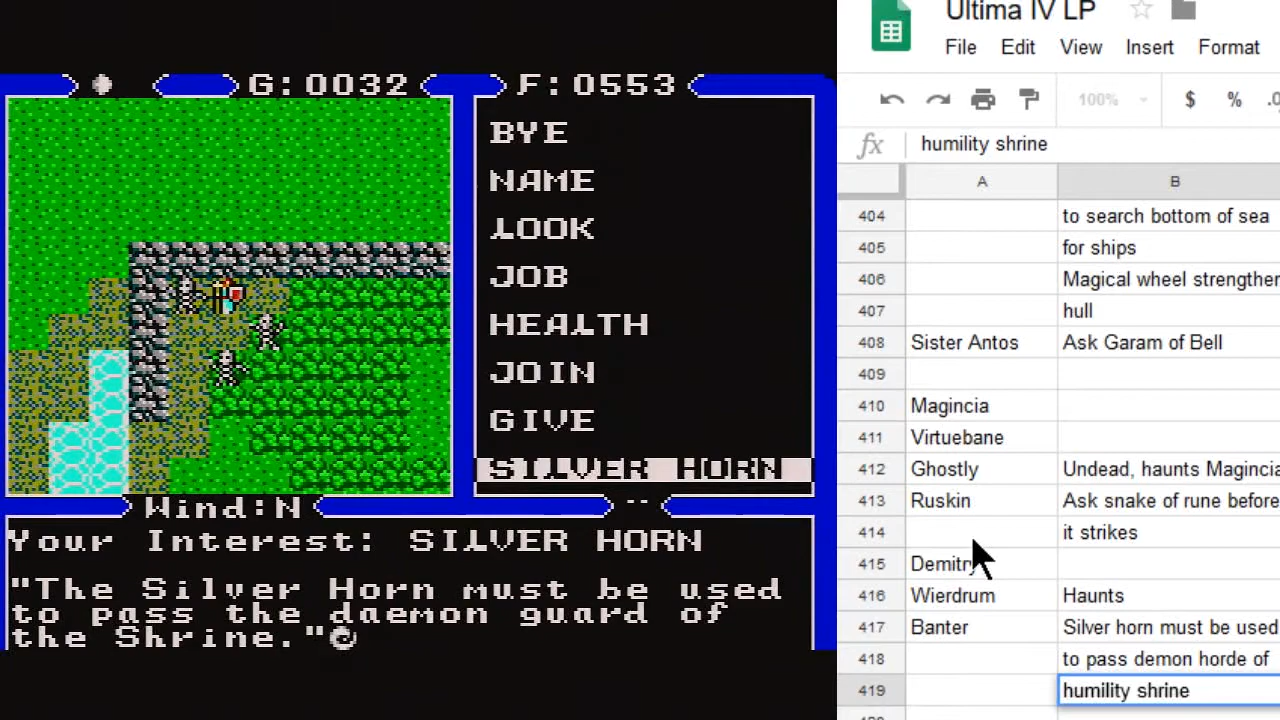 G:0032
F:0553
BYE
NAME
LOOK
JOB
HEALTH
JOIN
GIVE
SILVER HORN
Wind:N
--
Your Interest: SILVER HORN
"The Silver Horn must be used
to pass the daemon guard of
the Shrine."
Ultima IV LP
File Edit View Insert Format
100% $ % .0
fx humility shrine
A B
404 to search bottom of sea
405 for ships
406 Magical wheel strengthen
407 hull
408 Sister Antos Ask Garam of Bell
409
410 Magincia
411 Virtuebane
412 Ghostly Undead, haunts Magincia
413 Ruskin Ask snake of rune before
414 it strikes
415 Demitry
416 Wierdrum Haunts
417 Banter Silver horn must be used
418 to pass demon horde of
419 humility shrine